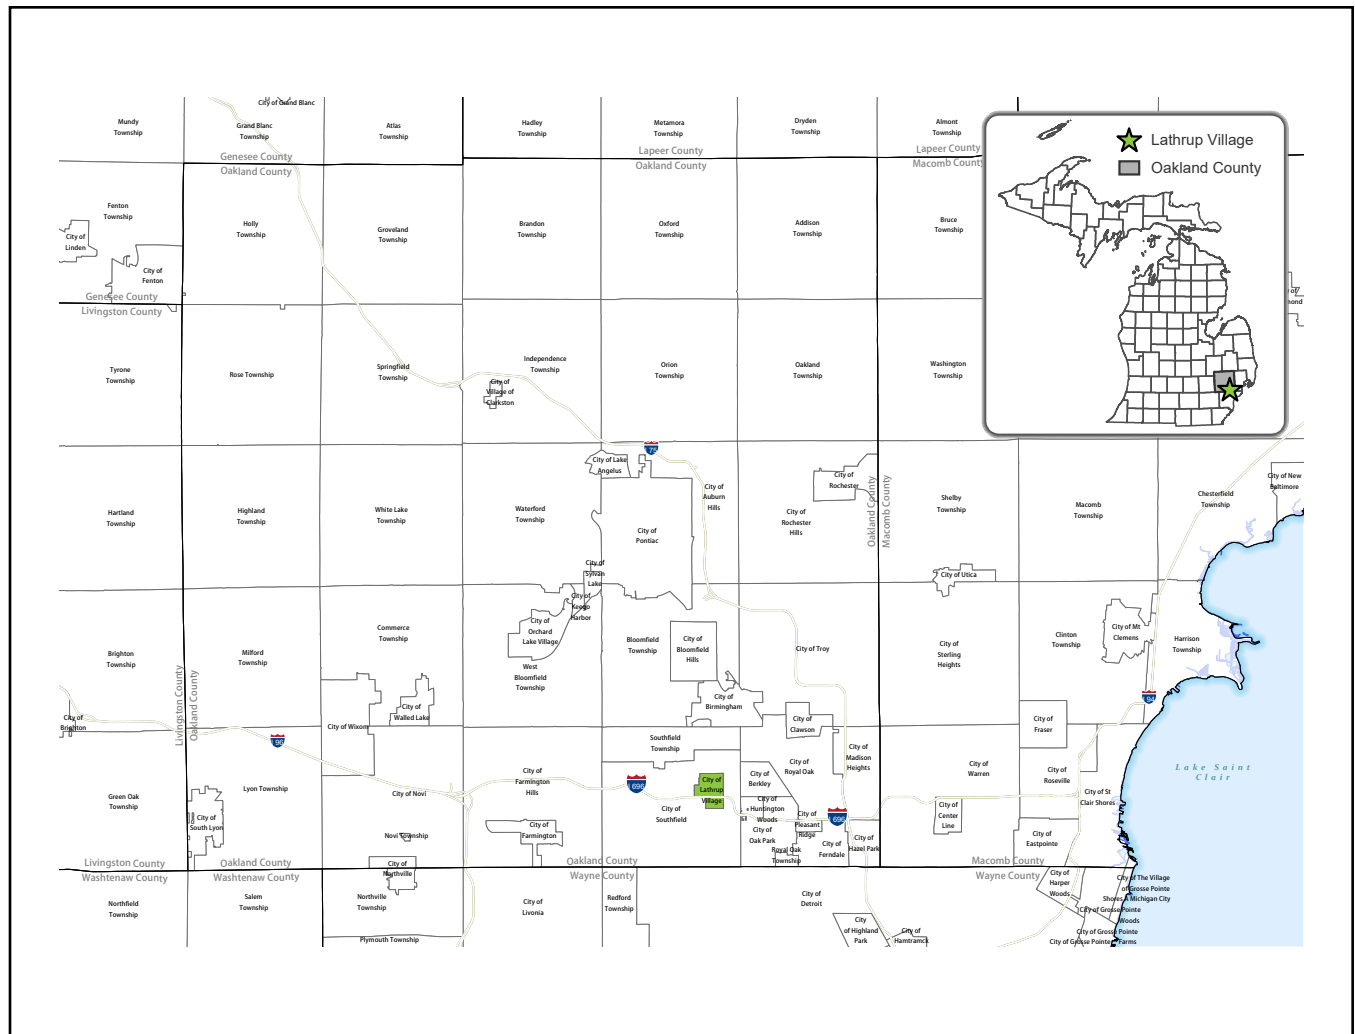 City of Grand Blanc
Mundy
Township
Grand Blanc
Township
Atlas
Township
Hadley
Township
Metamora
Township
Dryden
Township
Almont
Township
Genesee County
Oakland County
Lapeer County
Oakland County
Lapeer County
Macomb County
Lathrup Village
Oakland County
Fenton
Township
City of
Linden
City of
Fenton
Holly
Township
Groveland
Township
Brandon
Township
Oxford
Township
Addison
Township
Bruce
Township
Genesee County
Livingston County
Tyrone
Township
Rose Township
Springfield
Township
Independence
Township
City of
Village of
Clarkston
Orion
Township
Oakland
Township
Washington
Township
75
City of Lake
Angelus
City of
Auburn
Hills
City of
Rochester
City of
Rochester
Hills
Oakland County
Macomb County
Shelby
Township
Macomb
Township
Chesterfield
Township
City of New
Baltimore
Hartland
Township
Highland
Township
White Lake
Township
Waterford
Township
City of
Pontiac
City of
Sylvan
Lake
City of
Keego
Harbor
City of Utica
Brighton
Township
Milford
Township
Commerce
Township
City of
Orchard
Lake Village
West
Bloomfield
Township
Bloomfield
Township
City of
Bloomfield
Hills
City of Troy
City of
Sterling
Heights
Clinton
Township
City of Mt
Clemens
Harrison
Township
Livingston County
Oakland County
City of
Brighton
96
City of Wixom
City of
Walled Lake
City of
Birmingham
City of
Clawson
94
City of
Fraser
Southfield
Township
City of
Madison
Heights
City of
Royal Oak
City of
Warren
City of
Roseville
Lake Saint
Clair
Green Oak
Township
Lyon Township
City of
South Lyon
City of Novi
Novi Township
City of
Farmington
Hills
City of
Farmington
696
City of
Lathrup
Village
City of
Southfield
City of
Berkley
City of
Huntington
Woods
City of
Oak Park
City of
Pleasant
Ridge
Royal Oak
Township
696
City of
Ferndale
City of
Hazel Park
City of
Center
Line
City of St
Clair Shores
City of
Eastpointe
Livingston County
Washtenaw County
Oakland County
Washtenaw County
Oakland County
Wayne County
Macomb County
Wayne County
Northfield
Township
Salem
Township
City of
Northville
Northville
Township
Plymouth Township
City of
Livonia
Redford
Township
City of
Detroit
City
of Highland
Park
City of
Hamtramck
City of
Harper
Woods
City of The Village
of Grosse Pointe
Shores A Michigan City
City of Grosse Pointe
Woods
City of Grosse Pointe
City of Grosse Pointe Farms